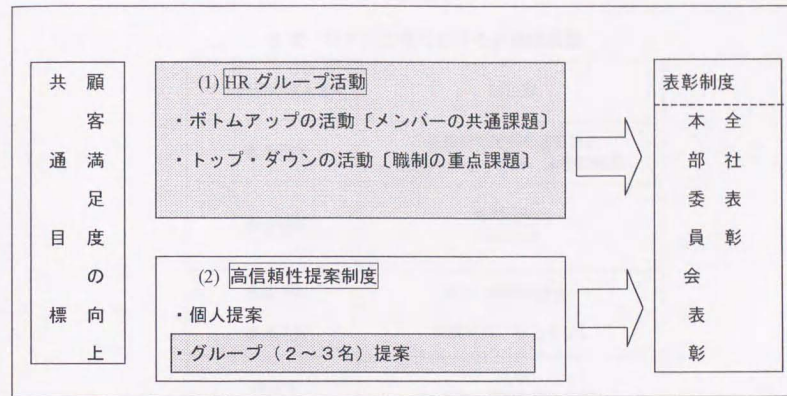 共通目標
顧客満足度の向上
(1) HR グループ活動
・ボトムアップの活動〔メンバーの共通課題〕
・トップ・ダウンの活動〔職制の重点課題〕
(2) 高信頼性提案制度
・個人提案
・グループ（２～３名）提案
表彰制度
全社表彰
本部委員会表彰